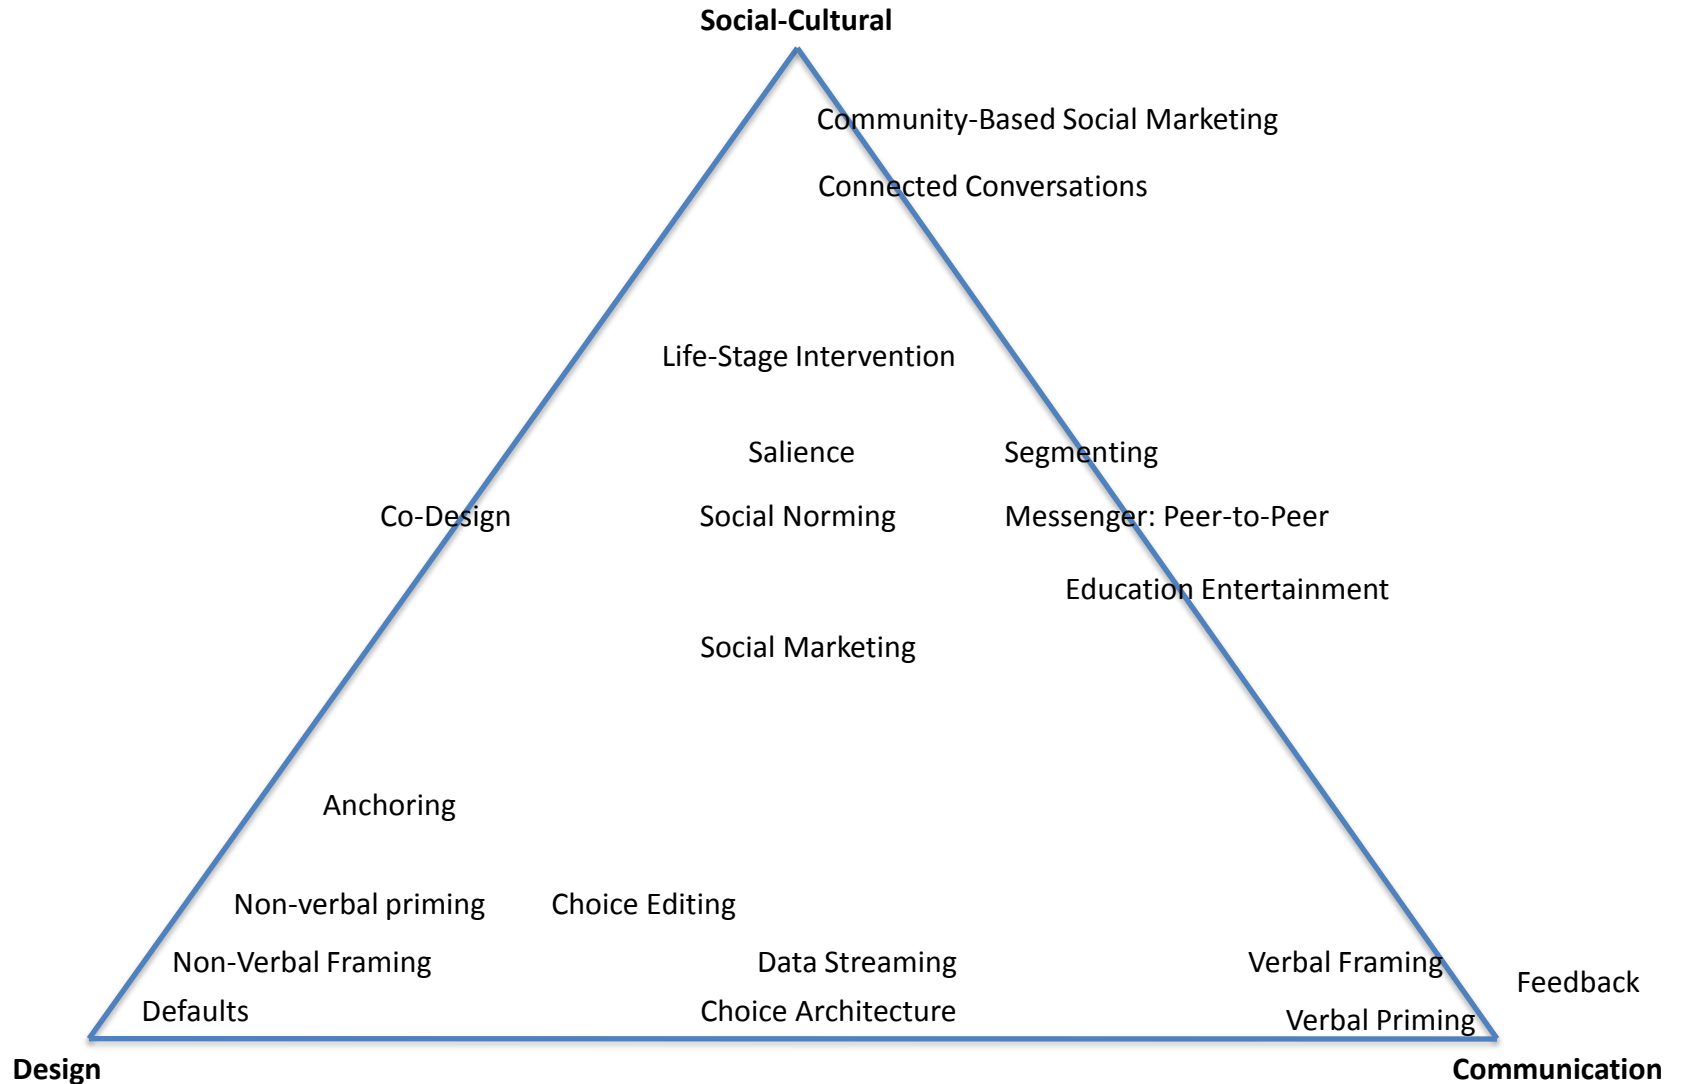 Social-Cultural
Community-Based Social Marketing
Connected Conversations
Life-Stage Intervention
Salience
Segmenting
Co-Design
Social Norming
Messenger: Peer-to-Peer
Education Entertainment
Social Marketing
Anchoring
Non-verbal priming
Choice Editing
Non-Verbal Framing
Data Streaming
Verbal Framing
Feedback
Defaults
Choice Architecture
Verbal Priming
Design
Communication